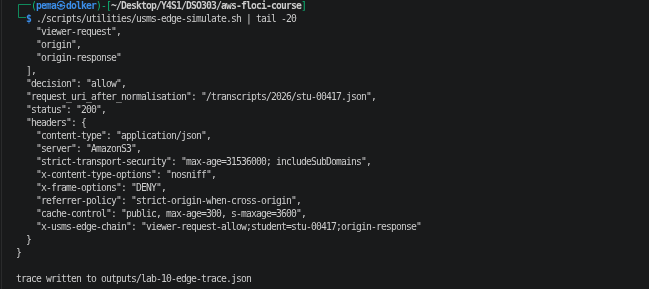 ┌──(pema㉿dolker)-[~/Desktop/Y4S1/DSO303/aws-floci-course]
└─$ ./scripts/utilities/usms-edge-simulate.sh | tail -20
    "viewer-request",
    "origin",
    "origin-response"
  ],
  "decision": "allow",
  "request_uri_after_normalisation": "/transcripts/2026/stu-00417.json",
  "status": "200",
  "headers": {
    "content-type": "application/json",
    "server": "AmazonS3",
    "strict-transport-security": "max-age=31536000; includeSubDomains",
    "x-content-type-options": "nosniff",
    "x-frame-options": "DENY",
    "referrer-policy": "strict-origin-when-cross-origin",
    "cache-control": "public, max-age=300, s-maxage=3600",
    "x-usms-edge-chain": "viewer-request-allow;student=stu-00417;origin-response"
  }
}

trace written to outputs/lab-10-edge-trace.json